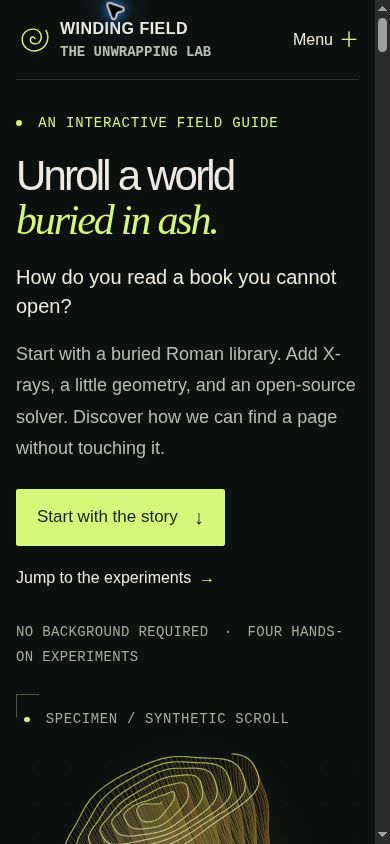 WINDING FIELD
THE UNWRAPPING LAB
Menu
AN INTERACTIVE FIELD GUIDE
Unroll a world
buried in ash.
How do you read a book you cannot
open?
Start with a buried Roman library. Add X-
rays, a little geometry, and an open-source
solver. Discover how we can find a page
without touching it.
Start with the story ↓
Jump to the experiments →
NO BACKGROUND REQUIRED · FOUR HANDS-
ON EXPERIMENTS
SPECIMEN / SYNTHETIC SCROLL